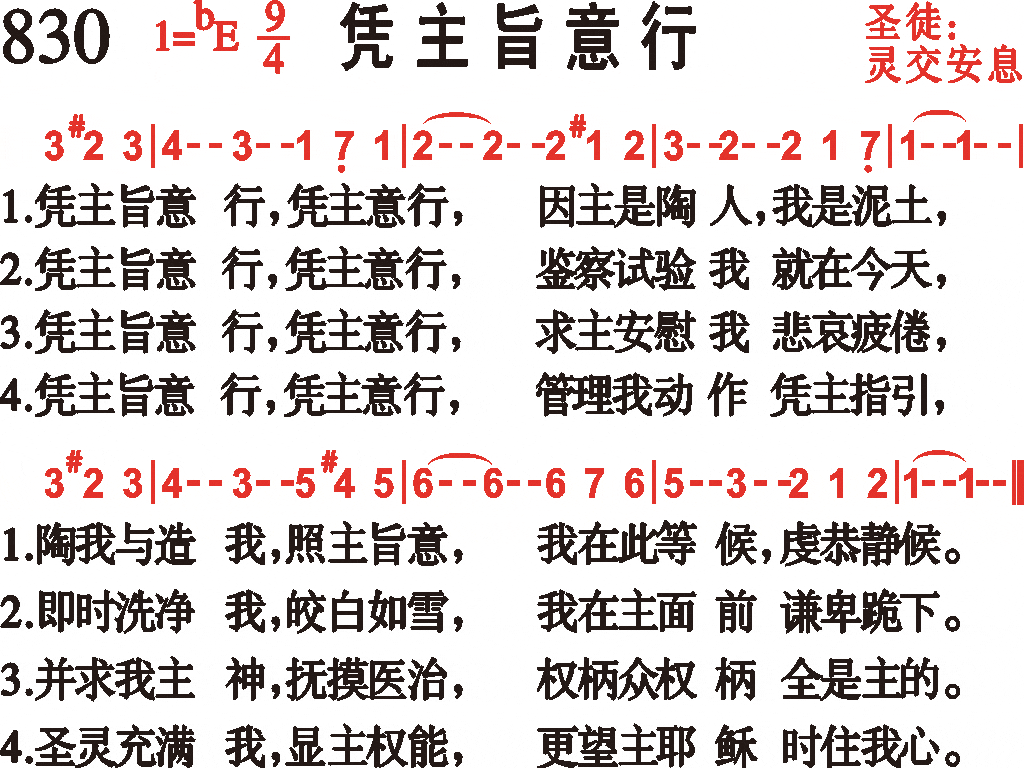 830 1=bE 9/4 凭主旨意行 圣徒：
灵交安息
3 #2 3|4-- 3--1 7̣ 1|2-- 2--2 #1 2|3--2--2 1 7̣|1--1--|
1.凭主旨意 行，凭主意行， 因主是陶 人，我是泥土，
2.凭主旨意 行，凭主意行， 鉴察试验 我 就在今天，
3.凭主旨意 行，凭主意行， 求主安慰 我 悲哀疲倦，
4.凭主旨意 行，凭主意行， 管理我动 作 凭主指引，
3 #2 3|4-- 3--5 #4 5|6-- 6--6 7 6|5--3--2 1 2|1--1--‖
1.陶我与造 我，照主旨意， 我在此等 候，虔恭静候。
2.即时洗净 我，皎白如雪， 我在主面 前 谦卑跪下。
3.并求我主 神，抚摸医治， 权柄众权 柄 全是主的。
4.圣灵充满 我，显主权能， 更望主耶 稣 时住我心。